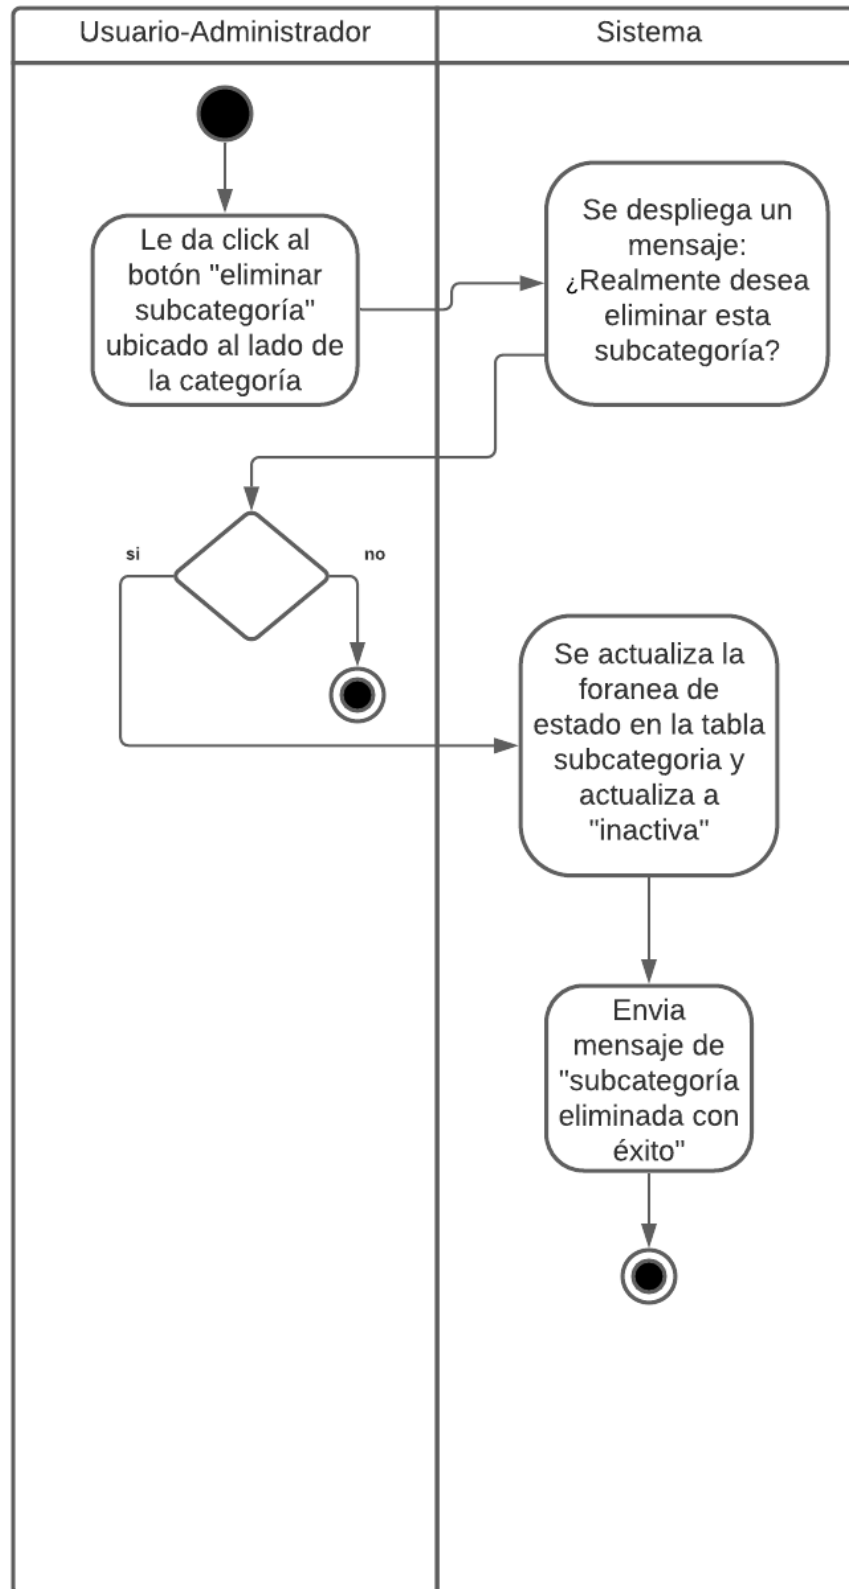 Usuario-Administrador
Sistema
Le da click al
botón "eliminar
subcategoría"
ubicado al lado de
la categoría
Se despliega un
mensaje:
¿Realmente desea
eliminar esta
subcategoría?
si
no
Se actualiza la
foranea de
estado en la tabla
subcategoria y
actualiza a
"inactiva"
Envia
mensaje de
"subcategoría
eliminada con
éxito"